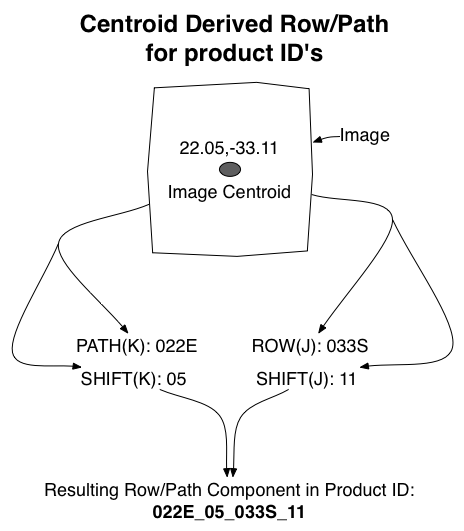 Centroid Derived Row/Path
for product ID's
22.05,-33.11
Image
Image Centroid
PATH(K): 022E
ROW(J): 033S
SHIFT(K): 05
SHIFT(J): 11
Resulting Row/Path Component in Product ID:
022E_05_033S_11